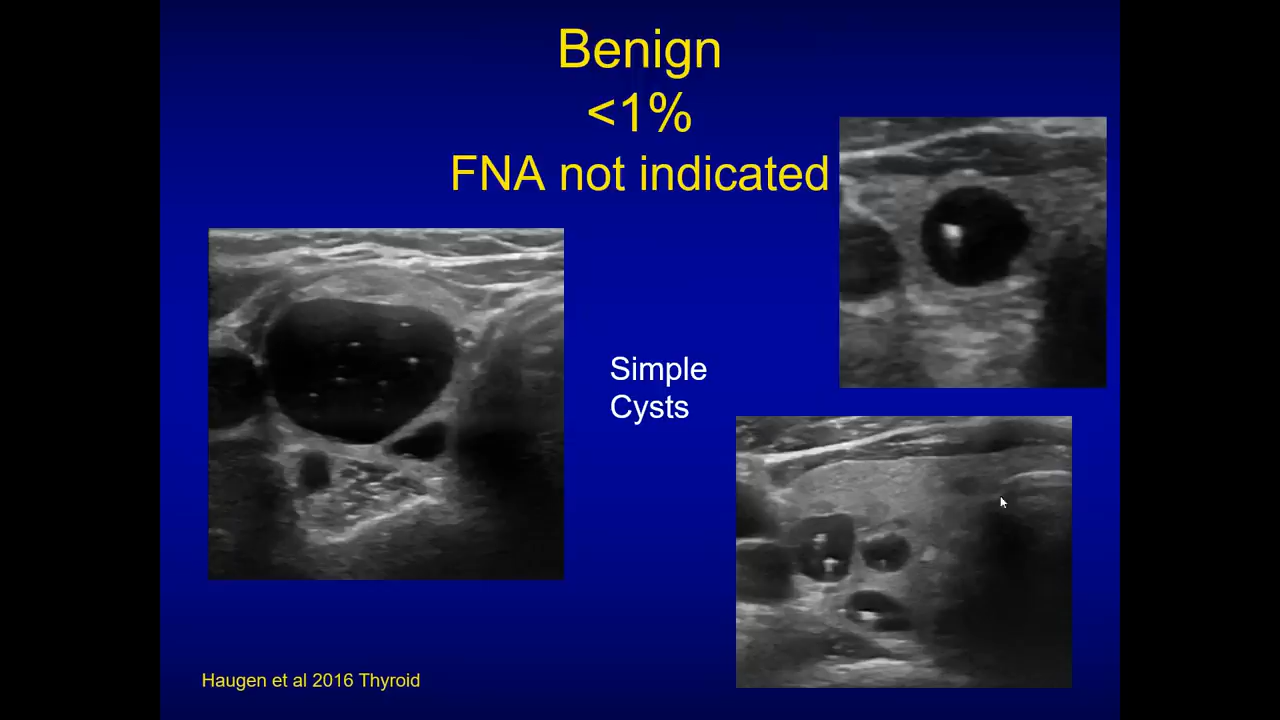 Benign
<1%
FNA not indicated
Simple
Cysts
Haugen et al 2016 Thyroid